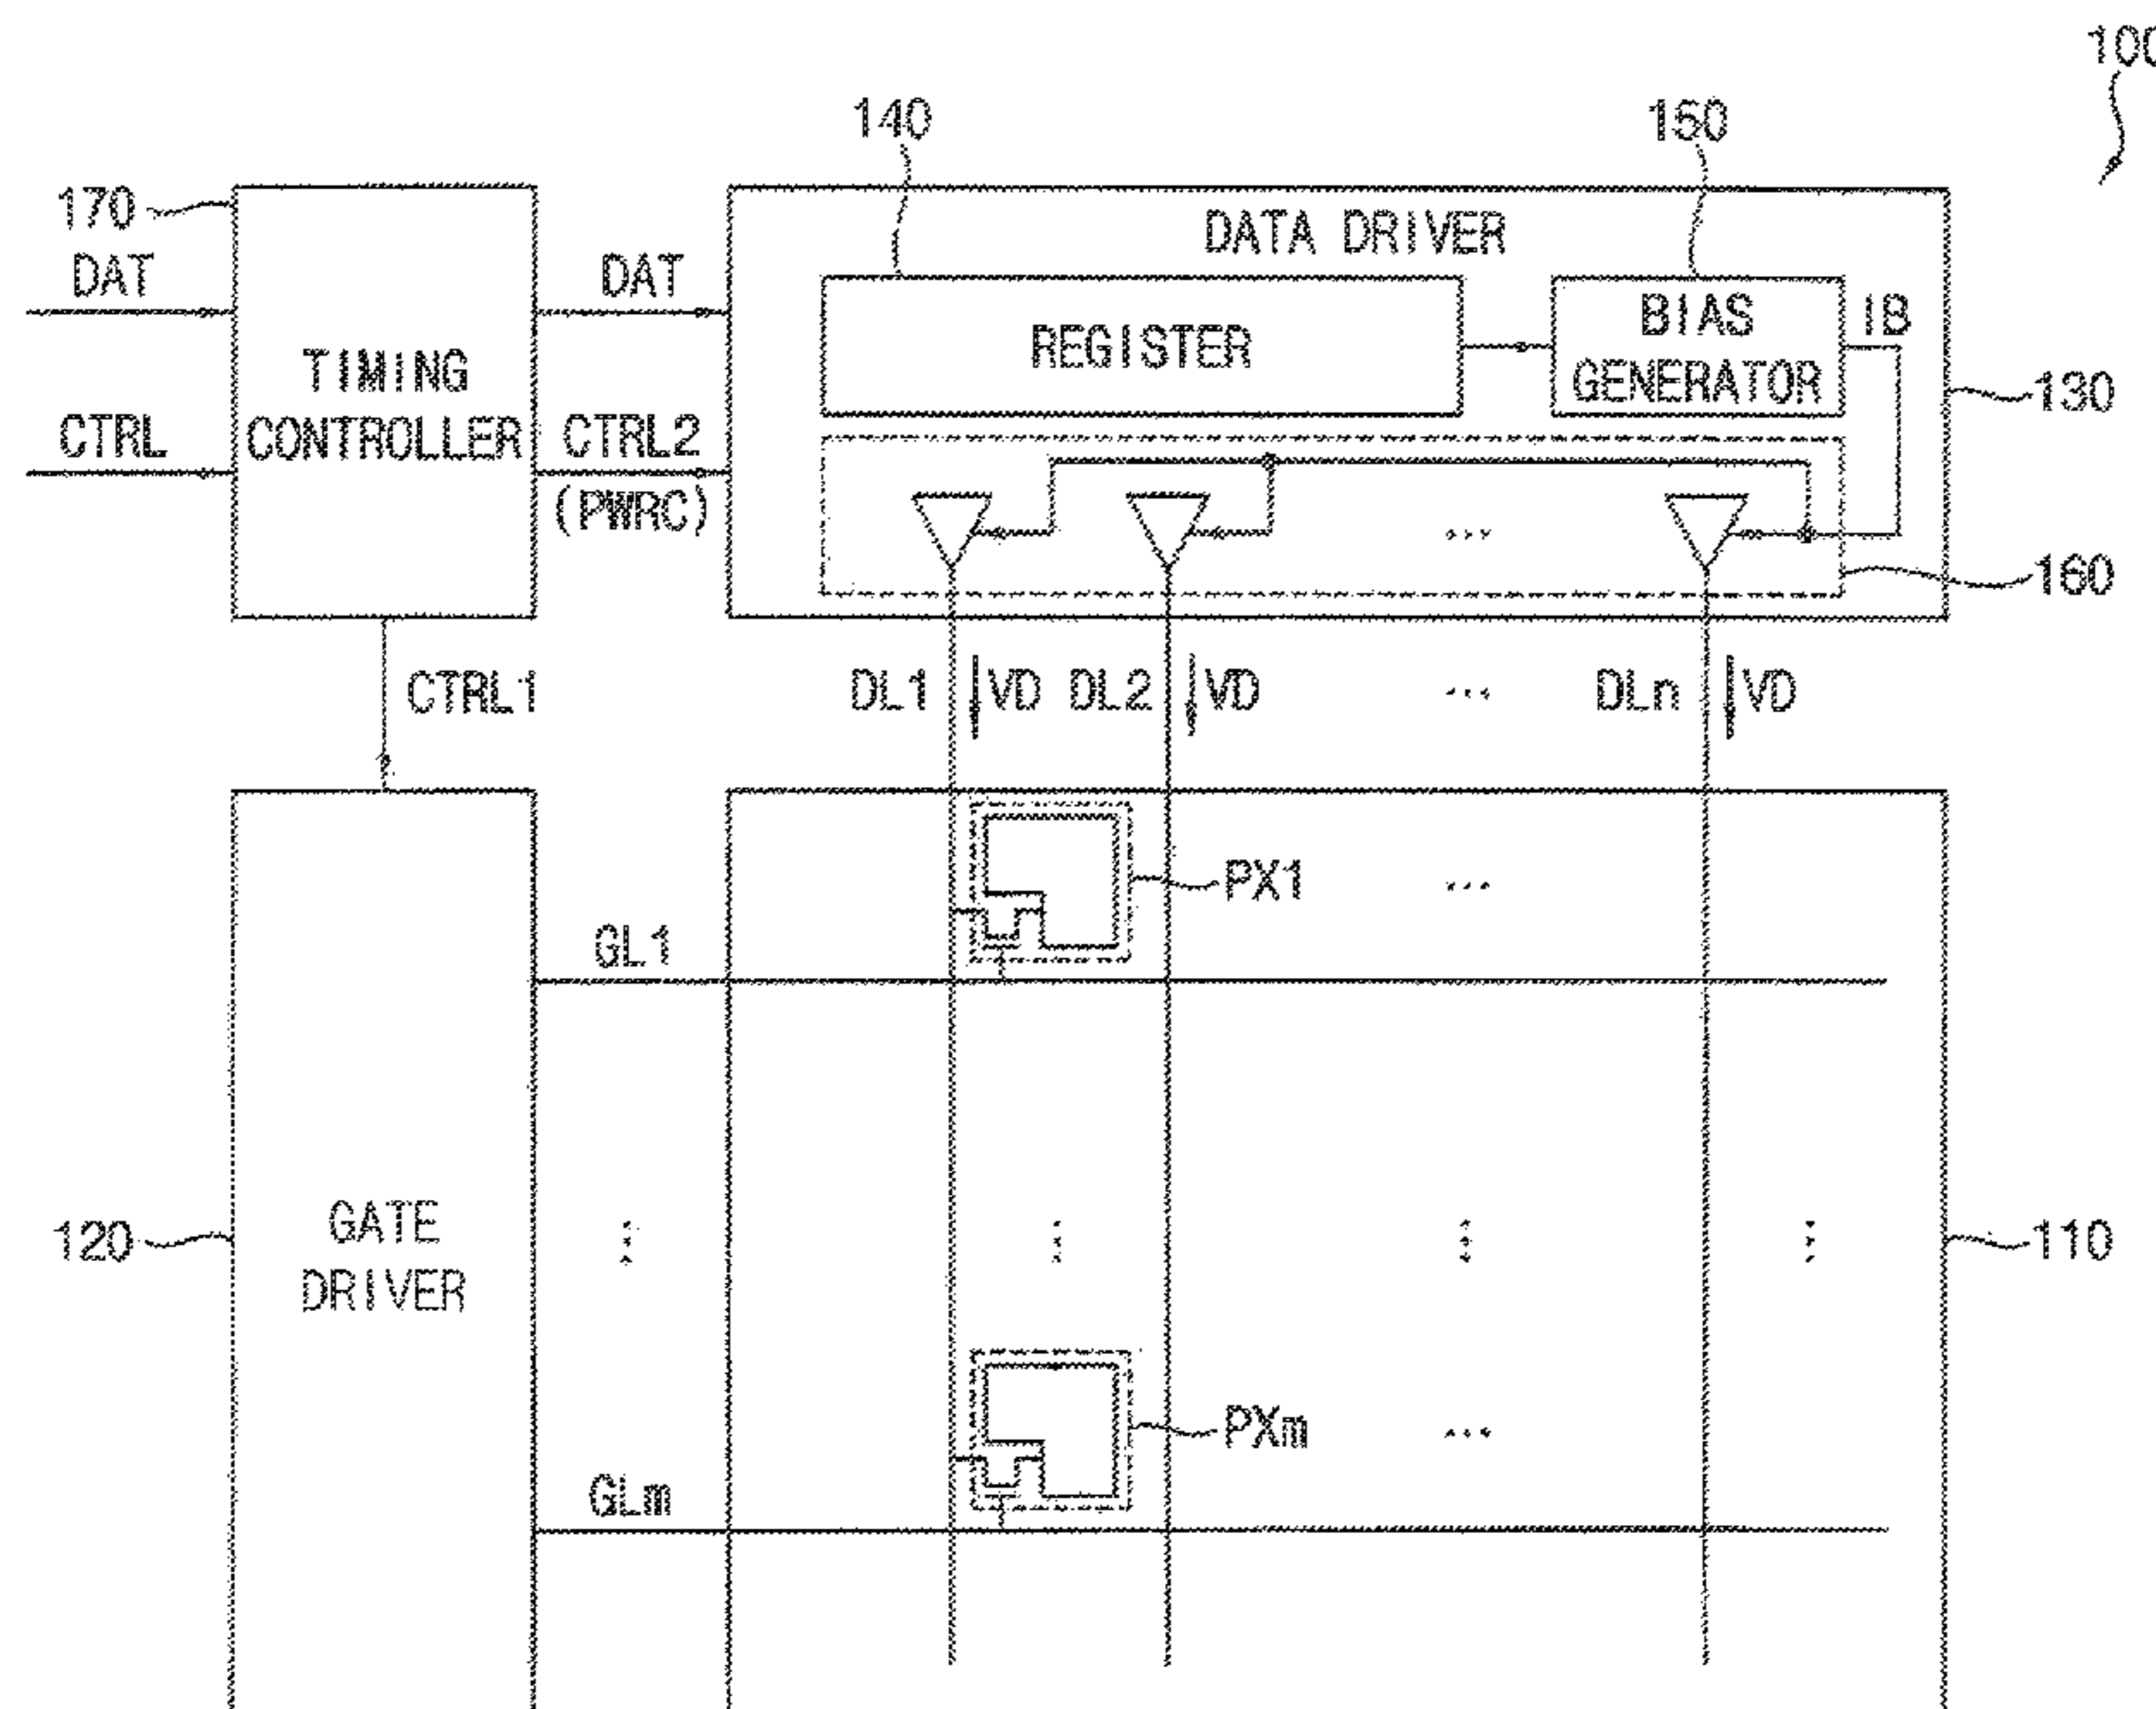 100
140
150
170
DATA DRIVER
DAT
DAT
REGISTER
BIAS
GENERATOR
IB
TIMING
CONTROLLER
130
CTRL
CTRL2
(PWRC)
...
160
CTRL1
DL1
VD
DL2
VD
...
DLn
VD
PX1
...
GL1
120
GATE
DRIVER
110
PXm
...
GLm